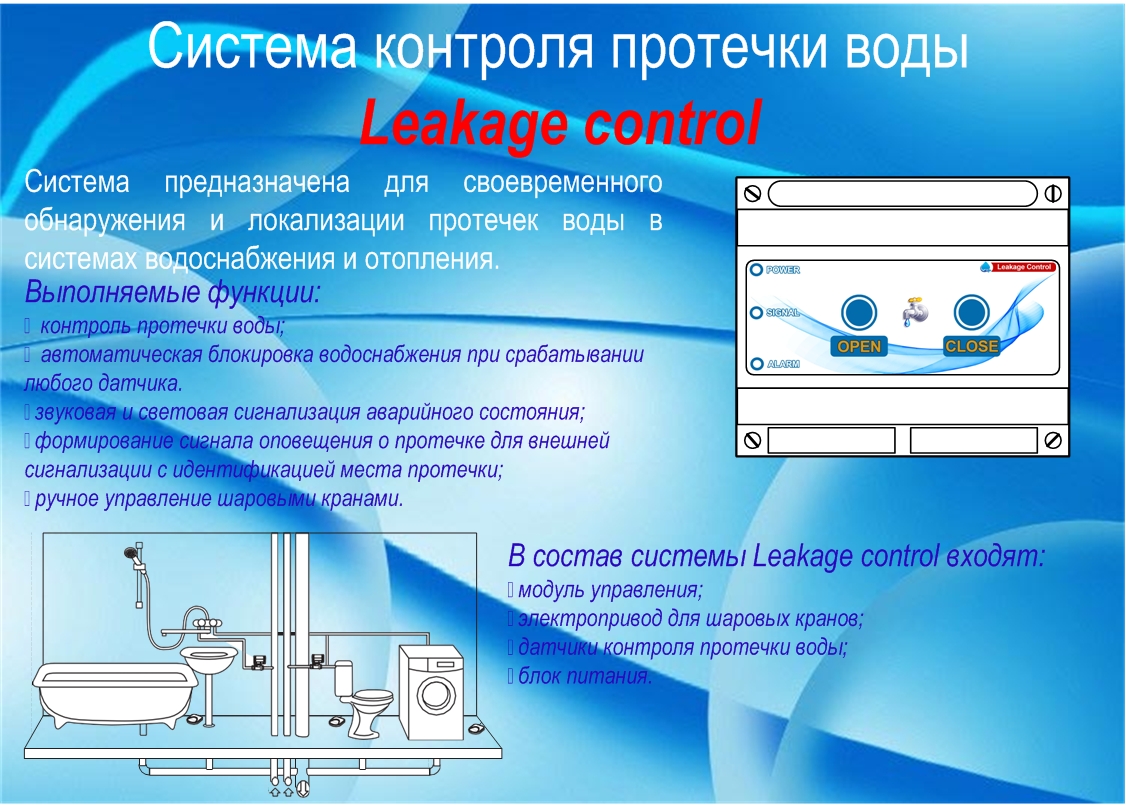 Система контроля протечки воды
Leakage control
Система предназначена для своевременного
обнаружения и локализации протечек воды в
системах водоснабжения и отопления.
Выполняемые функции:
контроль протечки воды;
автоматическая блокировка водоснабжения при срабатывании
любого датчика.
звуковая и световая сигнализация аварийного состояния;
формирование сигнала оповещения о протечке для внешней
сигнализации с идентификацией места протечки;
ручное управление шаровыми кранами.
POWER
Leakage Control
SIGNAL
OPEN
CLOSE
ALARM
В состав системы Leakage control входят:
модуль управления;
электропривод для шаровых кранов;
датчики контроля протечки воды;
блок питания.